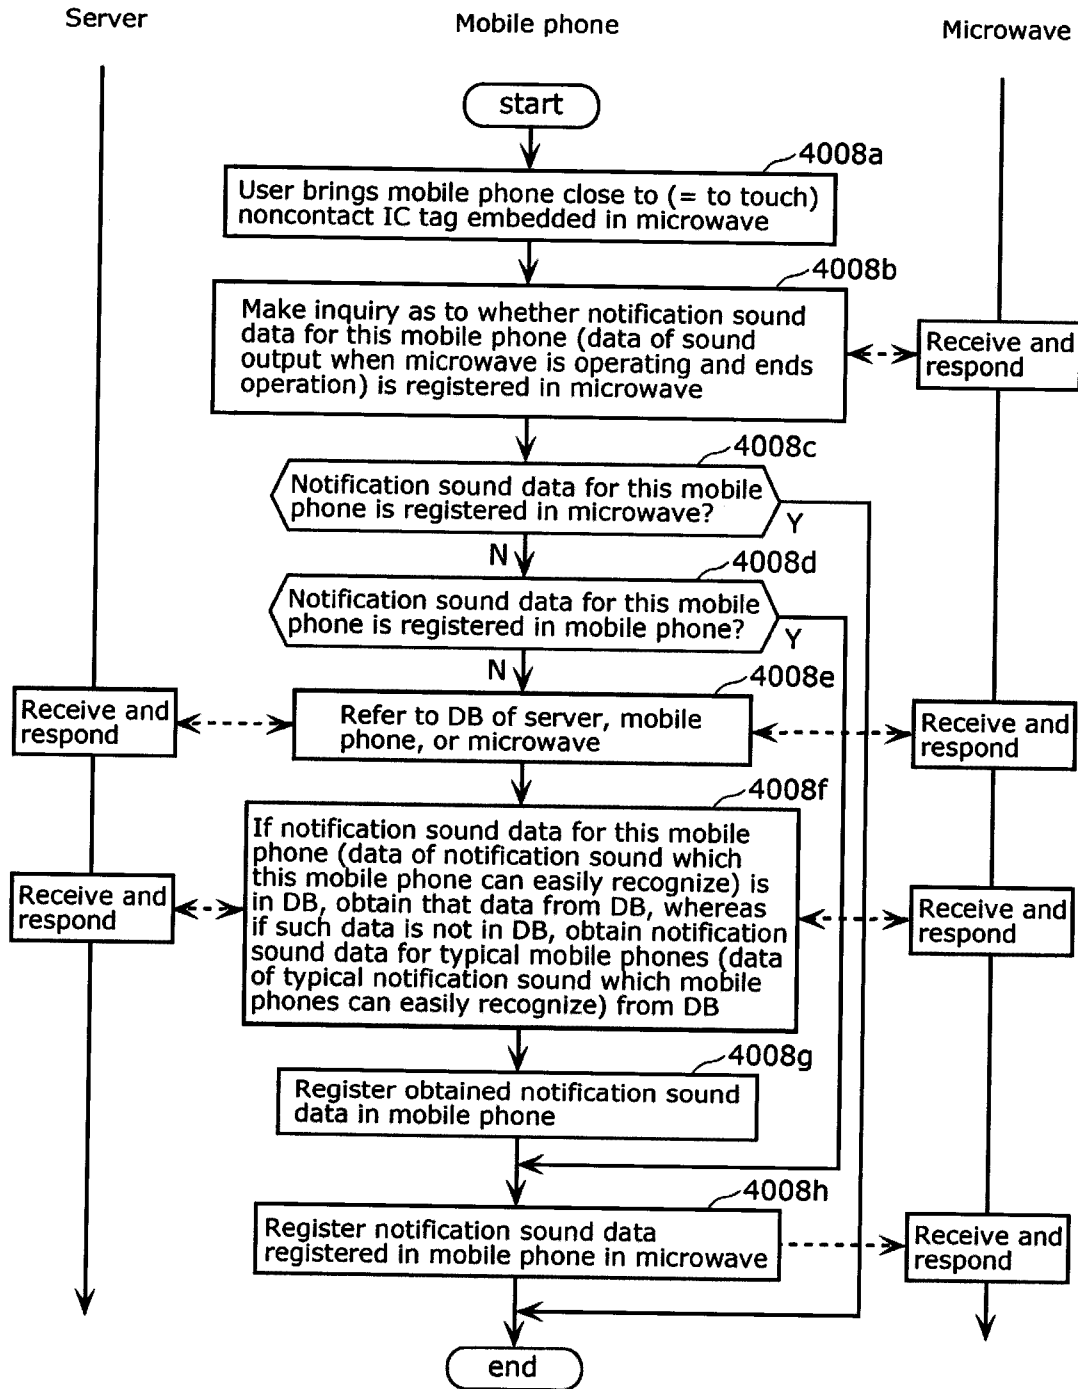 Server
Mobile phone
Microwave
start
4008a
User brings mobile phone close to (= to touch)
noncontact IC tag embedded in microwave
4008b
Make inquiry as to whether notification sound
data for this mobile phone (data of sound
output when microwave is operating and ends
operation) is registered in microwave
Receive and
respond
4008c
Notification sound data for this mobile
phone is registered in microwave?
Y
N
4008d
Notification sound data for this mobile
phone is registered in mobile phone?
Y
N
4008e
Receive and
respond
Refer to DB of server, mobile
phone, or microwave
Receive and
respond
4008f
If notification sound data for this mobile
phone (data of notification sound which
this mobile phone can easily recognize) is
in DB, obtain that data from DB, whereas
if such data is not in DB, obtain notification
sound data for typical mobile phones (data
of typical notification sound which mobile
phones can easily recognize) from DB
Receive and
respond
Receive and
respond
4008g
Register obtained notification sound
data in mobile phone
4008h
Register notification sound data
registered in mobile phone in microwave
Receive and
respond
end